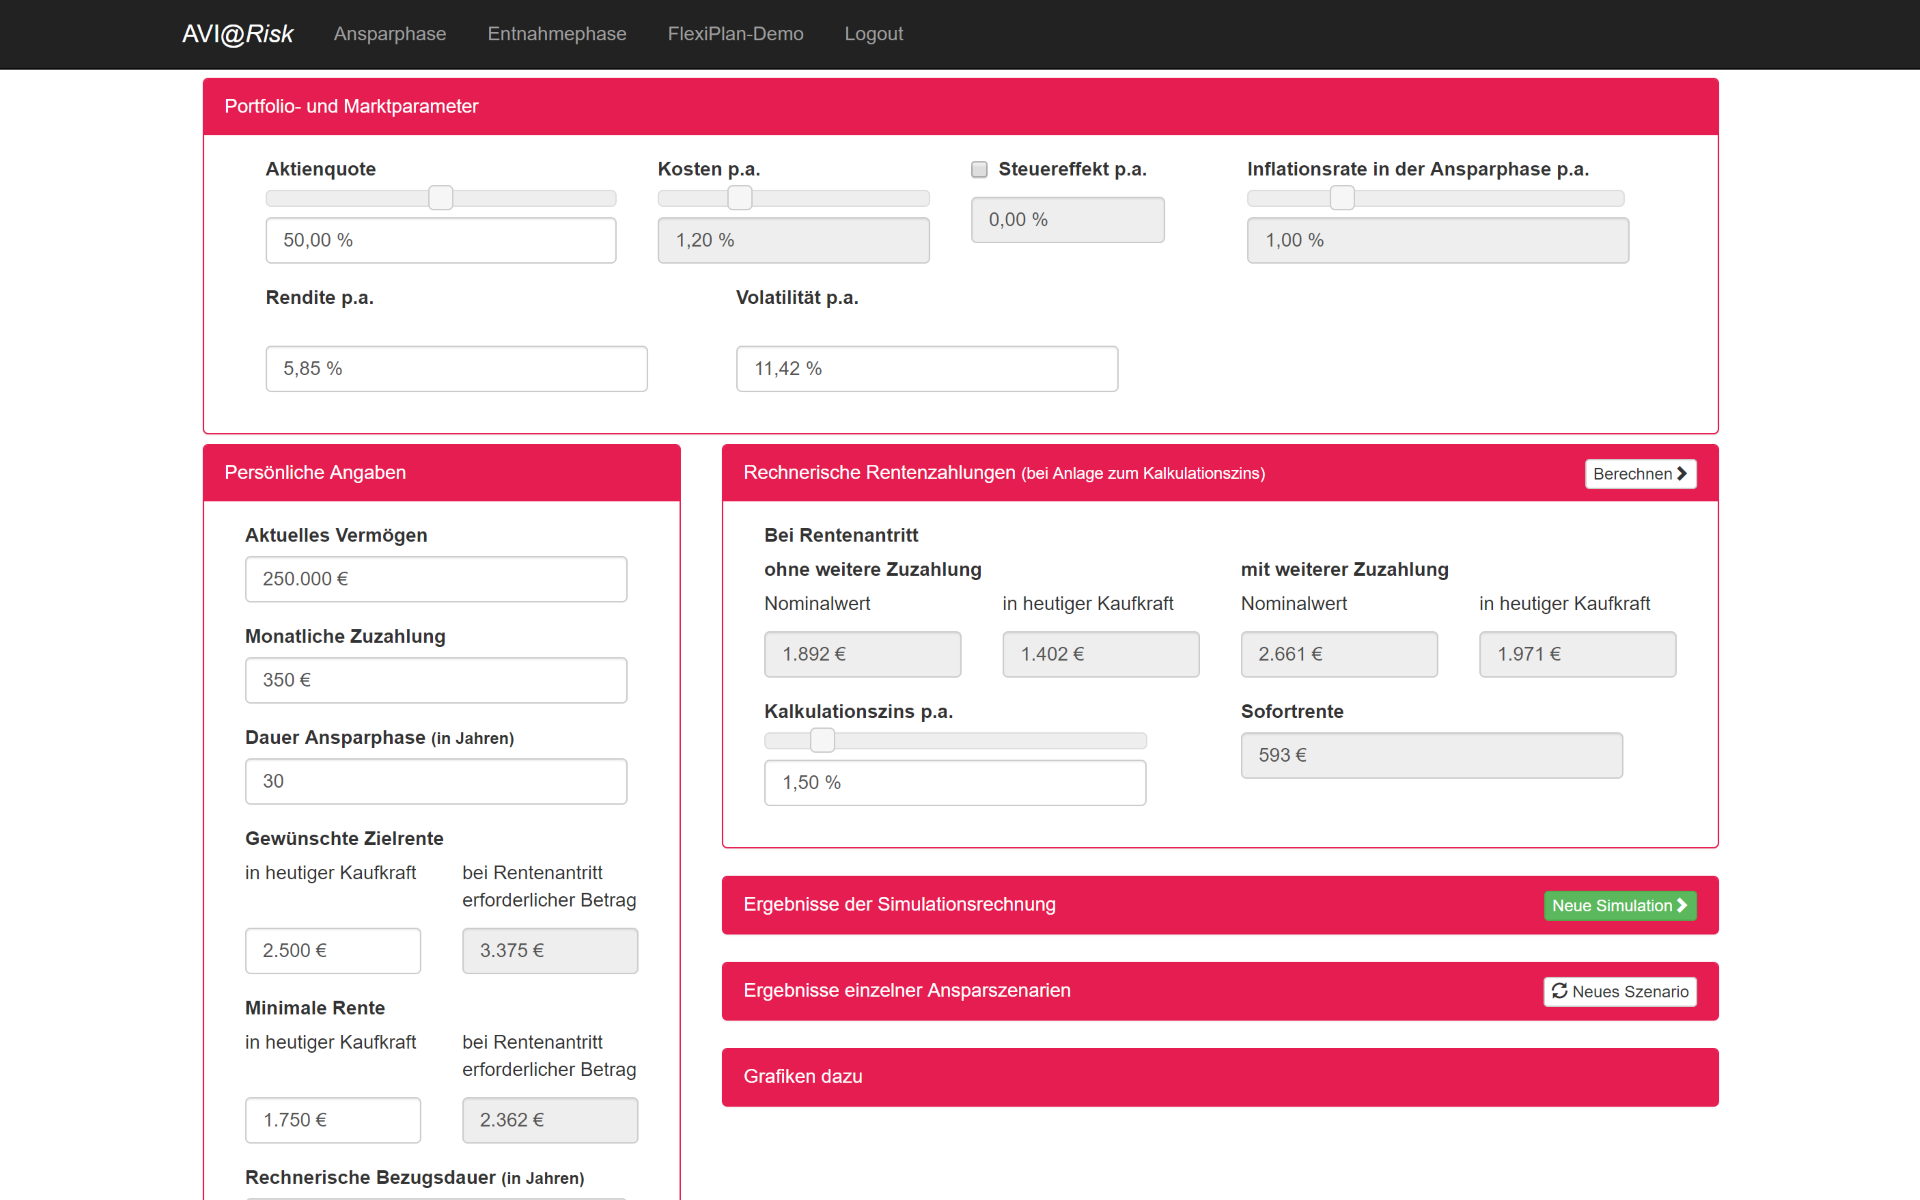 AVI@Risk Ansparphase Entnahmephase FlexiPlan-Demo Logout
Portfolio- und Marktparameter
Aktienquote
50,00 %
Kosten p.a.
1,20 %
Steuereffekt p.a.
0,00 %
Inflationsrate in der Ansparphase p.a.
1,00 %
Rendite p.a.
5,85 %
Volatilität p.a.
11,42 %
Persönliche Angaben
Aktuelles Vermögen
250.000 €
Monatliche Zuzahlung
350 €
Dauer Ansparphase (in Jahren)
30
Gewünschte Zielrente
in heutiger Kaufkraft
2.500 €
bei Rentenantritt
erforderlicher Betrag
3.375 €
Minimale Rente
in heutiger Kaufkraft
1.750 €
bei Rentenantritt
erforderlicher Betrag
2.362 €
Rechnerische Bezugsdauer (in Jahren)
Rechnerische Rentenzahlungen (bei Anlage zum Kalkulationszins)
Berechnen
Bei Rentenantritt
ohne weitere Zuzahlung
Nominalwert
1.892 €
in heutiger Kaufkraft
1.402 €
mit weiterer Zuzahlung
Nominalwert
2.661 €
in heutiger Kaufkraft
1.971 €
Kalkulationszins p.a.
1,50 %
Sofortrente
593 €
Ergebnisse der Simulationsrechnung
Neue Simulation
Ergebnisse einzelner Ansparszenarien
Neues Szenario
Grafiken dazu